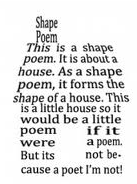 Shape
Poem
This is a shape
poem. It is about a
house. As a shape
poem, it forms the
shape of a house. This
is a little house so it
would be a little
poem if it
were a poem.
But its not be-
cause a poet I'm not!